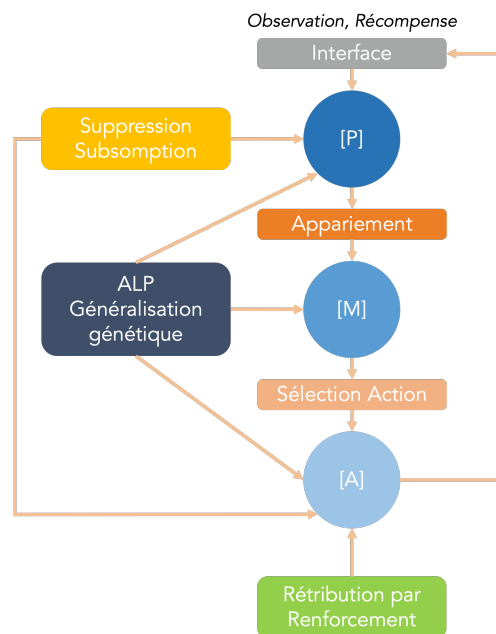 Observation, Récompense
Interface
Suppression
Subsomption
[P]
Appariement
ALP
Généralisation
génétique
[M]
Sélection Action
[A]
Rétribution par
Renforcement